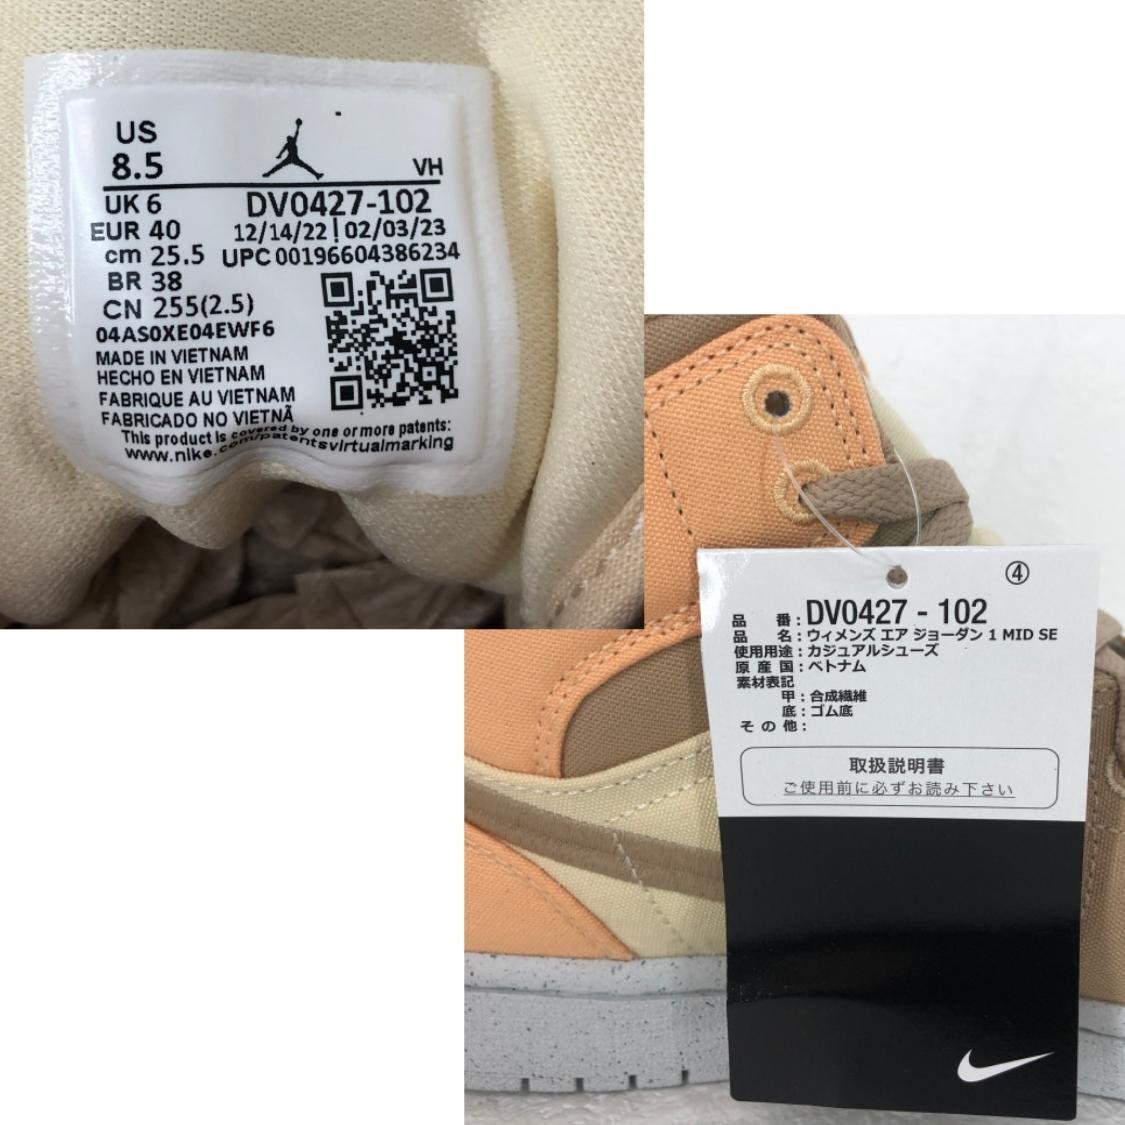 US
8.5
VH
UK 6
DV0427-102
EUR 40
12/14/22 | 02/03/23
cm 25.5
UPC 00196604386234
BR 38
CN 255(2.5)
04AS0XE04EWF6
MADE IN VIETNAM
HECHO EN VIETNAM
FABRIQUE AU VIETNAM
FABRICADO NO VIETNÃ
This product is covered by one or more patents:
www.nike.com/patentsvirtualmarking
④
品 番：DV0427 - 102
品 名：ウィメンズ エア ジョーダン 1 MID SE
使用用途：カジュアルシューズ
原 産 国：ベトナム
素材表記
甲：合成繊維
底：ゴム底
そ の 他：
取扱説明書
ご使用前に必ずお読み下さい